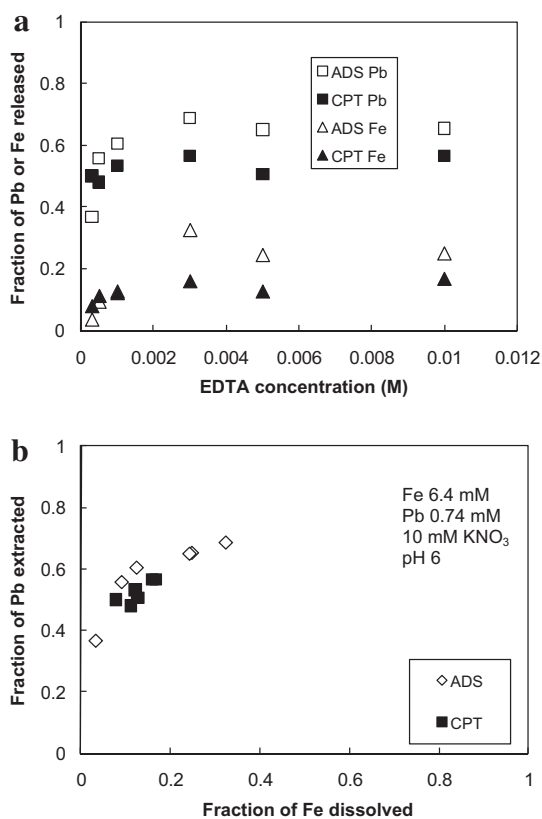 a
1
0.8
0.6
0.4
0.2
0
Fraction of Pb or Fe released
ADS Pb
CPT Pb
ADS Fe
CPT Fe
0 0.002 0.004 0.006 0.008 0.01 0.012
EDTA concentration (M)
b
1
0.8
0.6
0.4
0.2
0
Fraction of Pb extracted
Fe 6.4 mM
Pb 0.74 mM
10 mM KNO₃
pH 6
ADS
CPT
0 0.2 0.4 0.6 0.8 1
Fraction of Fe dissolved